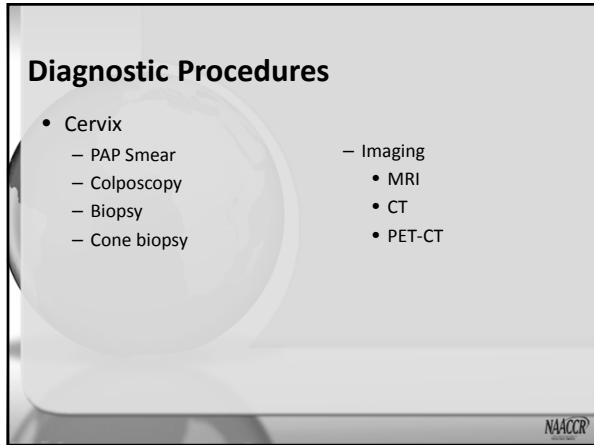 Diagnostic Procedures
• Cervix
– PAP Smear
– Colposcopy
– Biopsy
– Cone biopsy
– Imaging
• MRI
• CT
• PET-CT
NAACCR